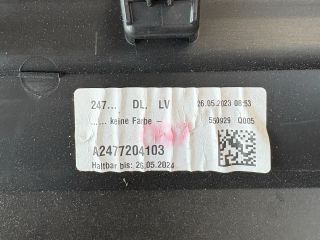 247... DL, LV 26.05.2023 08:53
...... keine Farbe – 550929 Q005
A2477204103
Haltbar bis: 26.05.2024